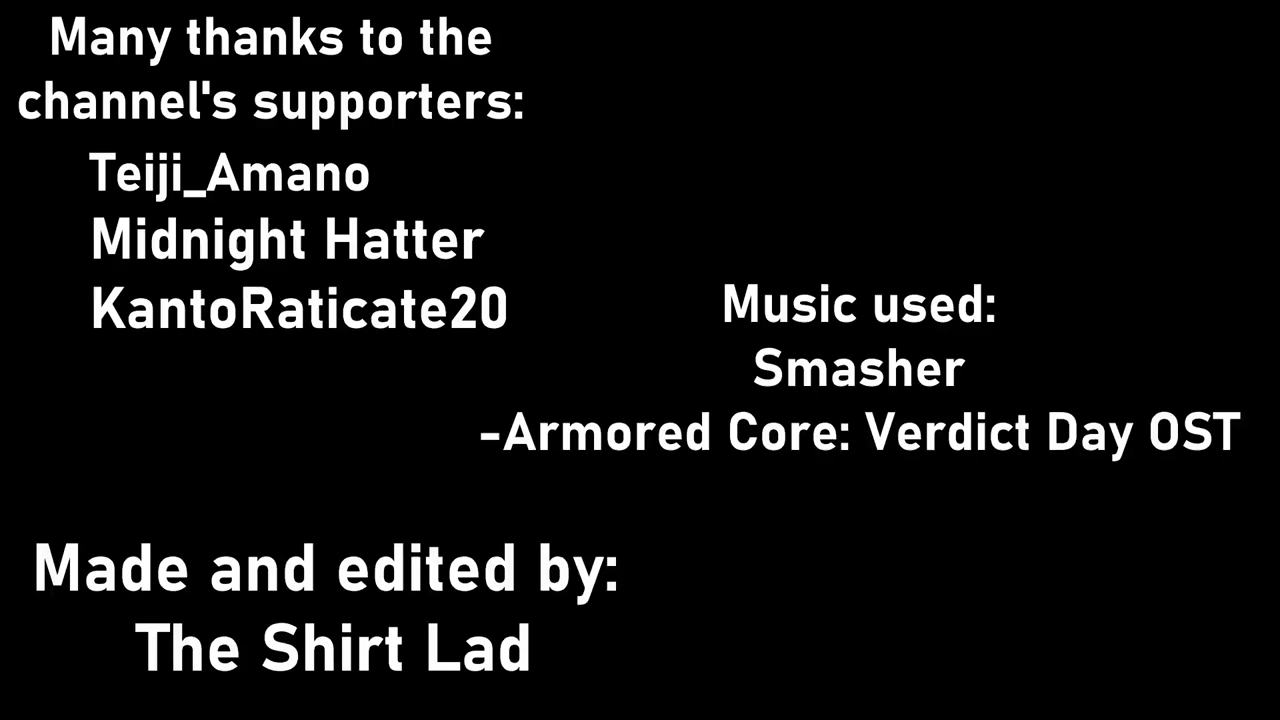 Many thanks to the
channel's supporters:
Teiji_Amano
Midnight Hatter
KantoRaticate20
Music used:
Smasher
-Armored Core: Verdict Day OST
Made and edited by:
The Shirt Lad